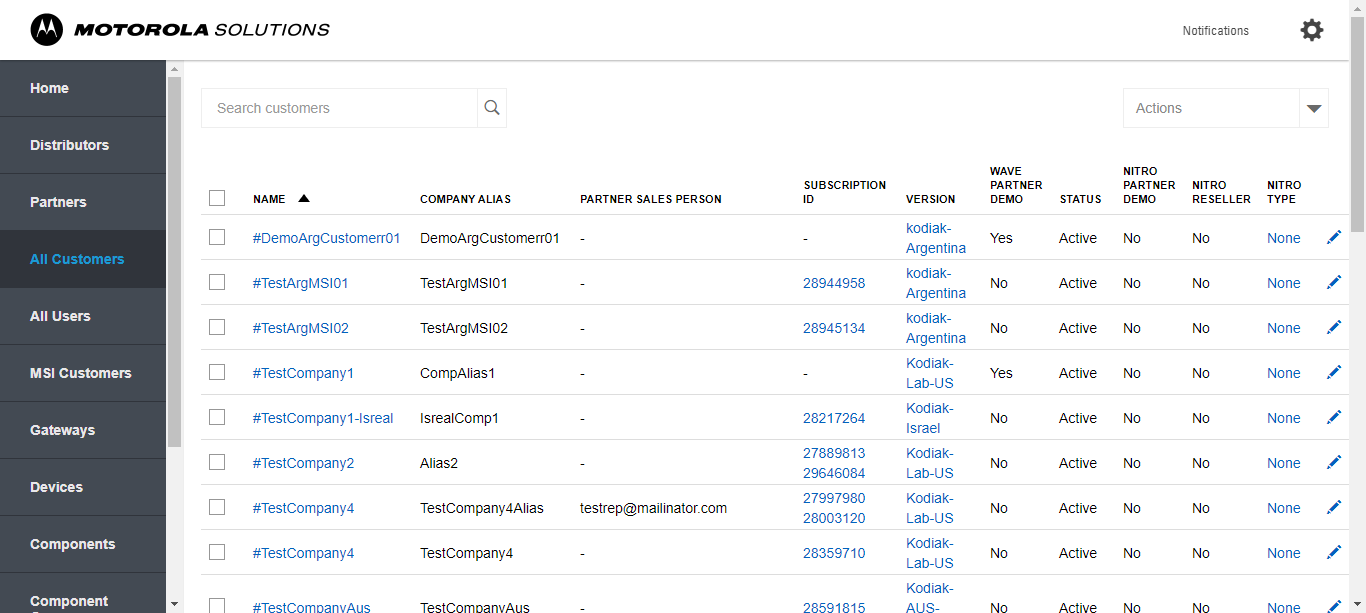 MOTOROLA SOLUTIONS
Notifications
Home
Distributors
Partners
All Customers
All Users
MSI Customers
Gateways
Devices
Components
Component
Search customers
Actions
NAME COMPANY ALIAS PARTNER SALES PERSON SUBSCRIPTION ID VERSION WAVE PARTNER DEMO STATUS NITRO PARTNER DEMO NITRO RESELLER NITRO TYPE
#DemoArgCustomerr01 DemoArgCustomerr01 - - kodiak-Argentina Yes Active No No None
#TestArgMSI01 TestArgMSI01 - 28944958 kodiak-Argentina No Active No No None
#TestArgMSI02 TestArgMSI02 - 28945134 kodiak-Argentina No Active No No None
#TestCompany1 CompAlias1 - - Kodiak-Lab-US Yes Active No No None
#TestCompany1-Isreal IsrealComp1 - 28217264 Kodiak-Israel No Active No No None
#TestCompany2 Alias2 - 27889813 29646084 Kodiak-Lab-US No Active No No None
#TestCompany4 TestCompany4Alias testrep@mailinator.com 27997980 28003120 Kodiak-Lab-US No Active No No None
#TestCompany4 TestCompany4 - 28359710 Kodiak-Lab-US No Active No No None
#TestCompanyAus TestCompanyAus - 28591815 Kodiak-AUS- No Active No No None